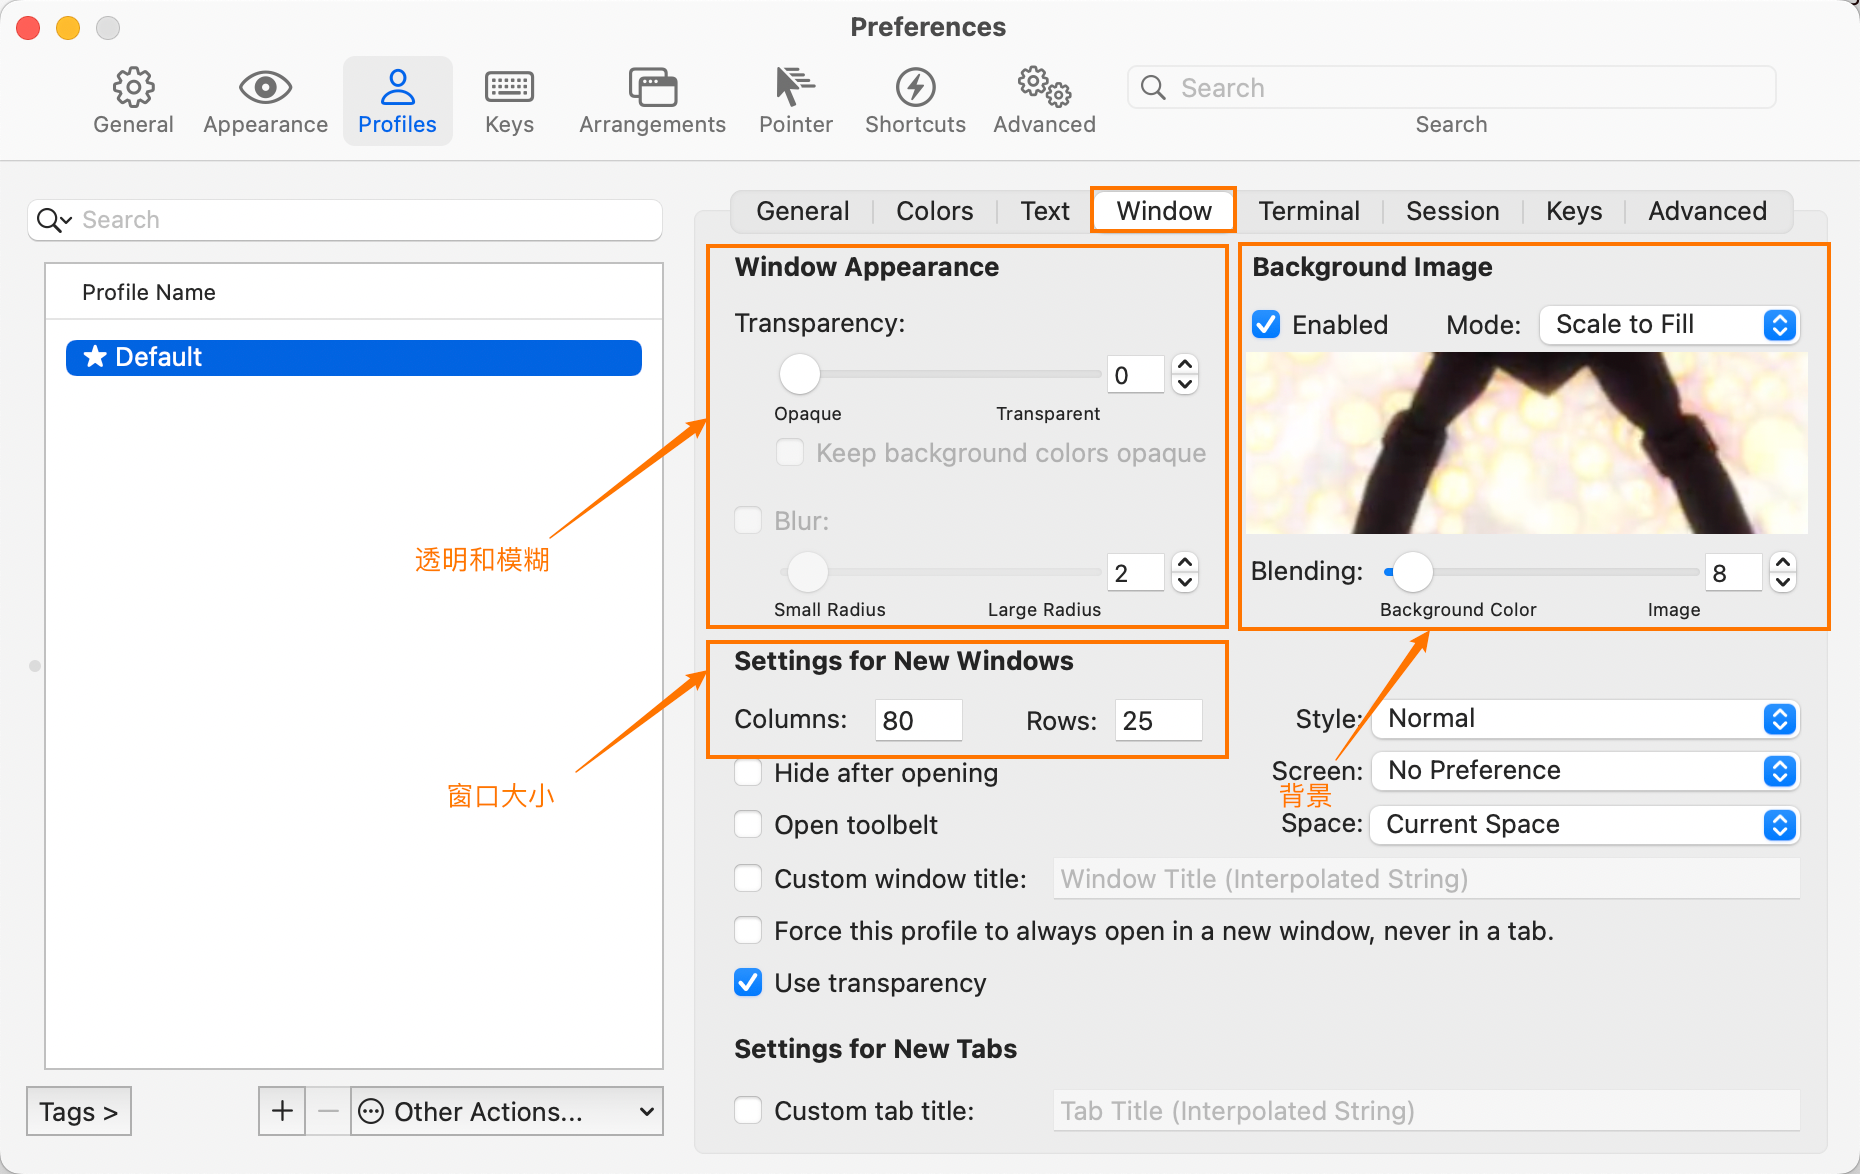 Preferences
General
Appearance
Profiles
Keys
Arrangements
Pointer
Shortcuts
Advanced
Search
Search
Search
Profile Name
Default
Tags >
Other Actions...
General
Colors
Text
Window
Terminal
Session
Keys
Advanced
Window Appearance
Transparency:
0
Opaque
Transparent
Keep background colors opaque
Blur:
2
Small Radius
Large Radius
透明和模糊
Background Image
Enabled
Mode:
Scale to Fill
Blending:
8
Background Color
Image
背景
Settings for New Windows
Columns:
80
Rows:
25
窗口大小
Style:
Normal
Hide after opening
Screen:
No Preference
Open toolbelt
Space:
Current Space
Custom window title:
Window Title (Interpolated String)
Force this profile to always open in a new window, never in a tab.
Use transparency
Settings for New Tabs
Custom tab title:
Tab Title (Interpolated String)